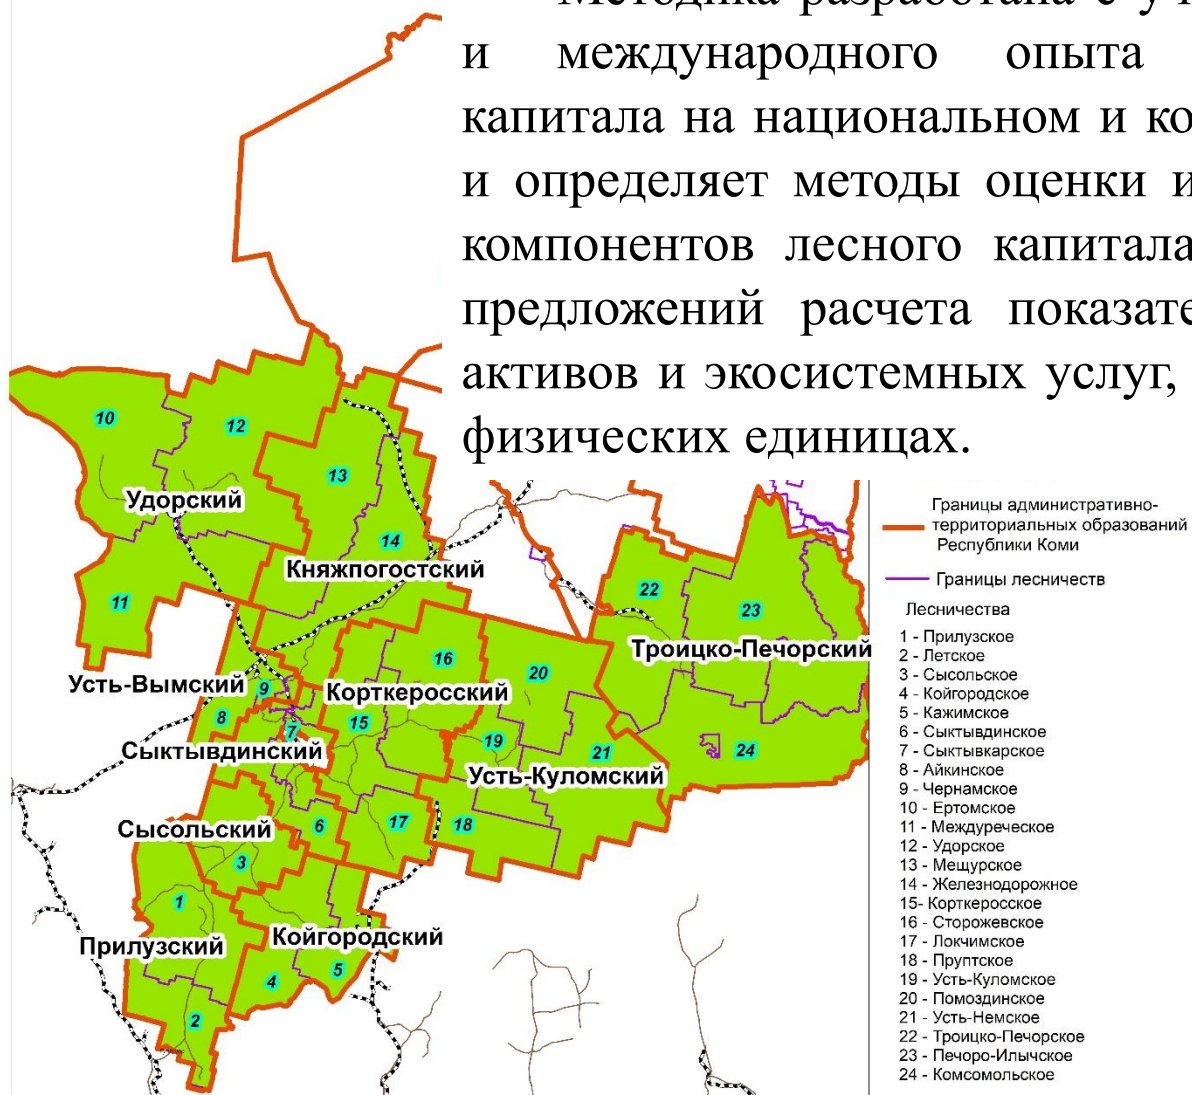 Методика разработана с
и международного опыта
капитала на национальном и
и определяет методы оценки
компонентов лесного капитала
предложений расчета
активов и экосистемных услуг,
физических единицах.
10
12
13
Удорский
14
Княжпогостский
11
22
23
Троицко-Печорский
16
20
Усть-Вымский
9
Корткеросский
8
7
15
19
21
24
Сыктывдинский
Усть-Куломский
Сысольский
6
17
18
3
1
Прилузский
Койгородский
4
5
2
Границы административно-
территориальных образований
Республики Коми
Границы лесничеств
Лесничества
1 - Прилузское
2 - Летское
3 - Сысольское
4 - Койгородское
5 - Кажимское
6 - Сыктывдинское
7 - Сыктывкарское
8 - Айкинское
9 - Чернамское
10 - Ертомское
11 - Междуреческое
12 - Удорское
13 - Мещурское
14 - Железнодорожное
15- Корткеросское
16 - Сторожевское
17 - Локчимское
18 - Пруптское
19 - Усть-Куломское
20 - Помоздинское
21 - Усть-Немское
22 - Троицко-Печорское
23 - Печоро-Илычское
24 - Комсомольское